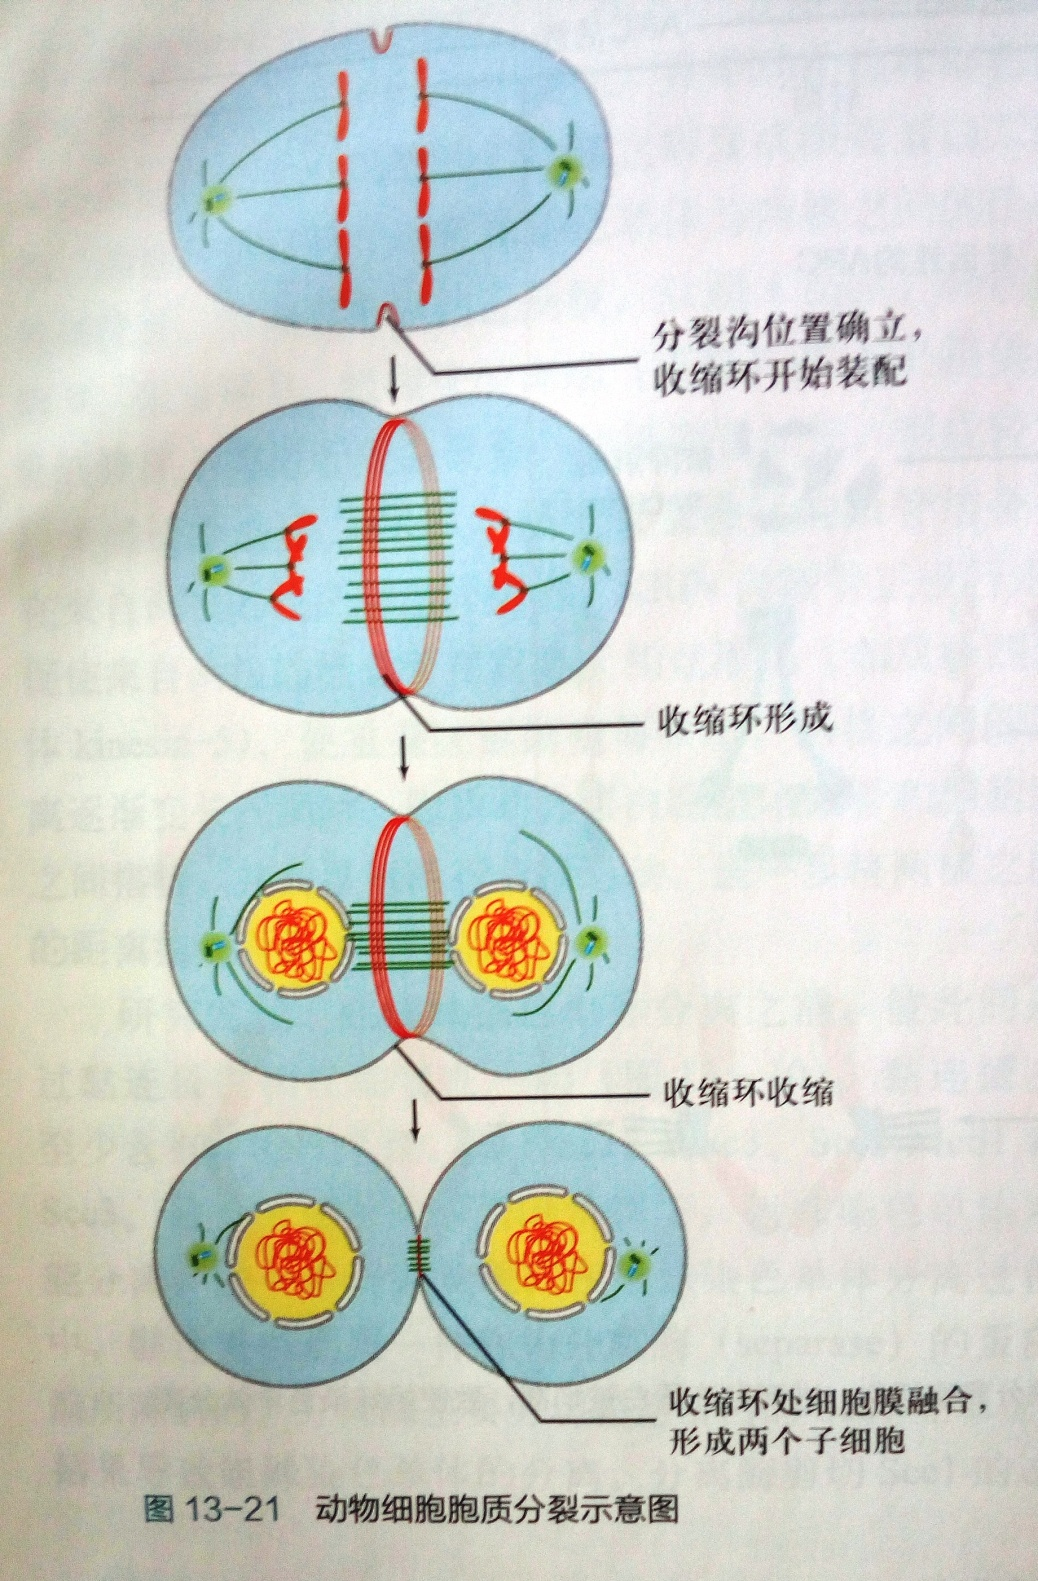 分裂沟位置确立，
收缩环开始装配
收缩环形成
收缩环收缩
收缩环处细胞膜融合，
形成两个子细胞
图 13-21 动物细胞胞质分裂示意图